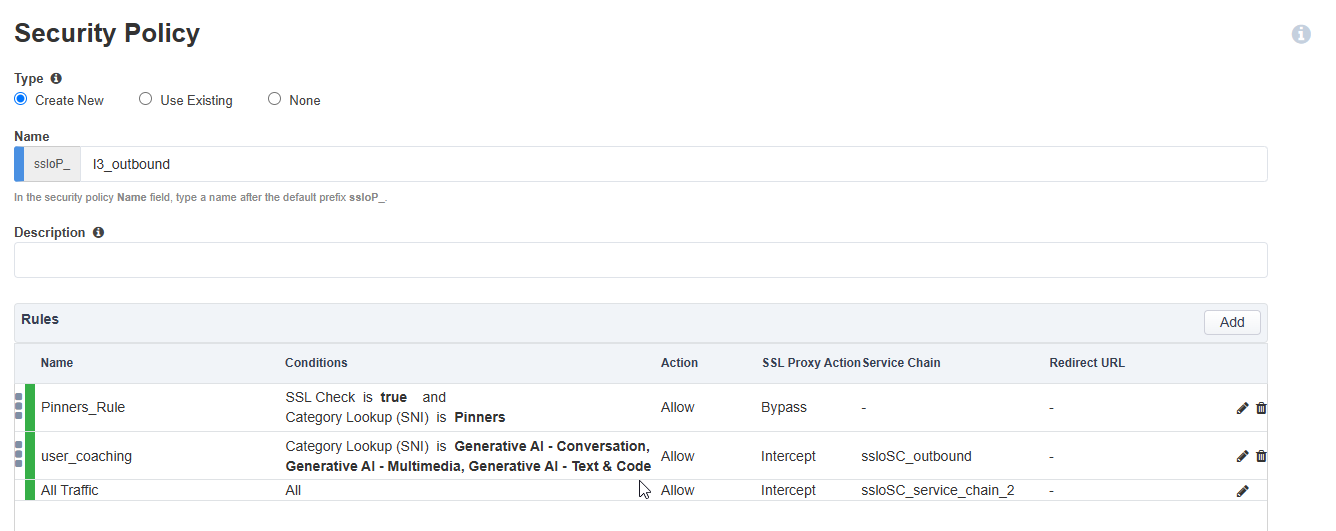 Security Policy
Type
Create New Use Existing None
Name
ssloP_ l3_outbound
In the security policy Name field, type a name after the default prefix ssloP_.
Description
Rules Add
Name Conditions Action SSL Proxy Action Service Chain Redirect URL
SSL Check is true and
Pinners_Rule Allow Bypass - -
Category Lookup (SNI) is Pinners
Category Lookup (SNI) is Generative AI - Conversation,
user_coaching Allow Intercept ssloSC_outbound -
Generative AI - Multimedia, Generative AI - Text & Code
All Traffic All Allow Intercept ssloSC_service_chain_2 -